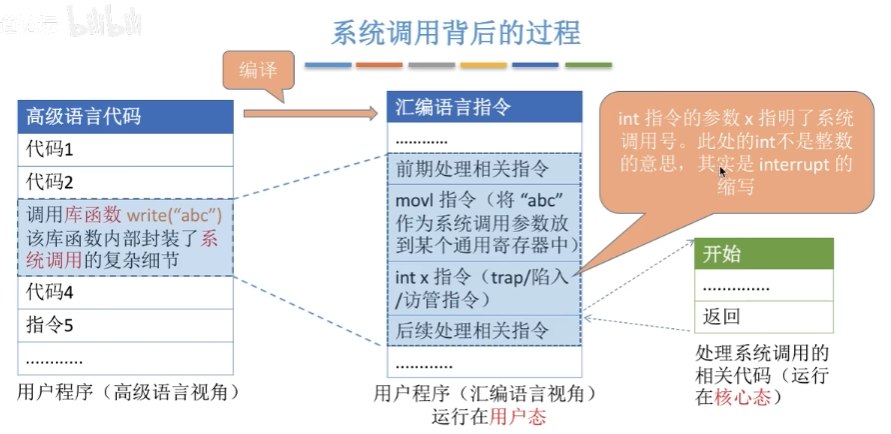 bilibili
系统调用背后的过程
编译
高级语言代码
代码1
代码2
调用库函数 write(“abc”)
该库函数内部封装了系
统调用的复杂细节
代码4
指令5
…………
用户程序（高级语言视角）
汇编语言指令
…………
前期处理相关指令
movl 指令（将 “abc”
作为系统调用参数放
到某个通用寄存器中）
int x 指令（trap/陷入
/访管指令）
后续处理相关指令
…………
用户程序（汇编语言视角）
运行在用户态
int 指令的参数 x 指明了系统
调用号。此处的int不是整数
的意思，其实是 interrupt 的
缩写
开始
…………..
返回
处理系统调用的
相关代码（运行
在核心态）